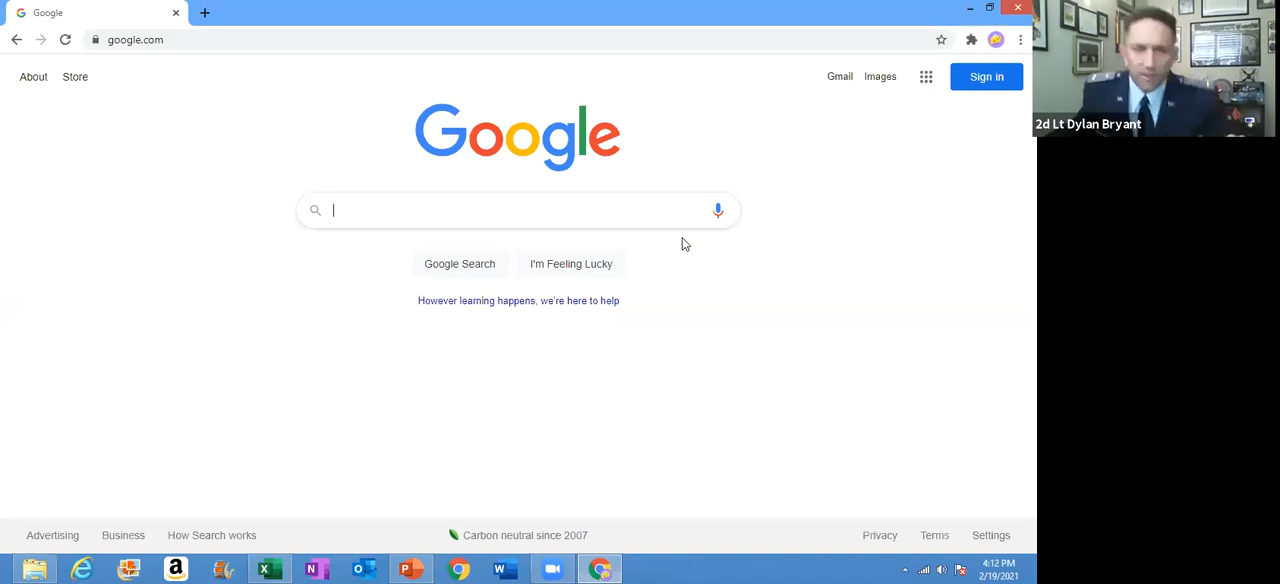 Google
google.com
About Store Gmail Images Sign in
Google
Google Search I'm Feeling Lucky
However learning happens, we're here to help
Advertising Business How Search works Carbon neutral since 2007 Privacy Terms Settings
4:12 PM
2/19/2021
2d Lt Dylan Bryant